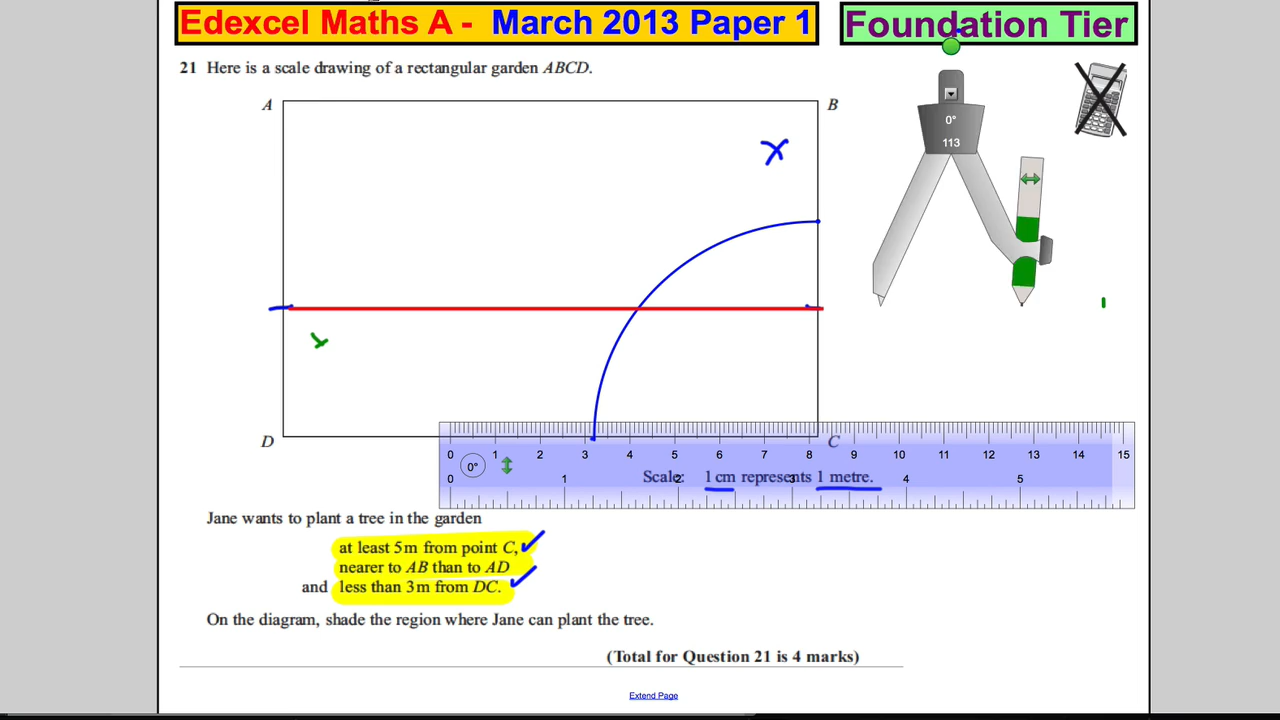 Edexcel Maths A - March 2013 Paper 1
Foundation Tier
21 Here is a scale drawing of a rectangular garden ABCD.
A
B
X
0°
113
D
C
0 1 2 3 4 5 6 7 8 9 10 11 12 13 14 15
0°
0 1 2 3 4 5
Scale: 1 cm represents 1 metre.
Jane wants to plant a tree in the garden
at least 5 m from point C,
nearer to AB than to AD
and less than 3 m from DC.
On the diagram, shade the region where Jane can plant the tree.
(Total for Question 21 is 4 marks)
Extend Page